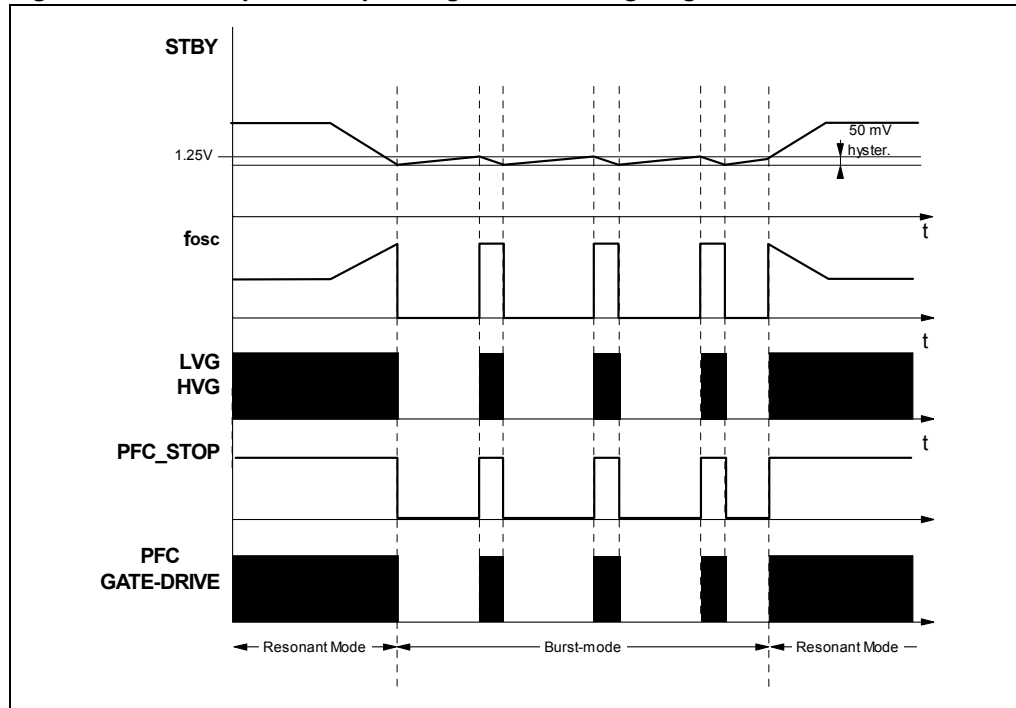 STBY
50 mV
hyster.
1.25V
t
fosc
t
LVG
HVG
t
PFC_STOP
PFC
GATE-DRIVE
t
Resonant Mode
Burst-mode
Resonant Mode